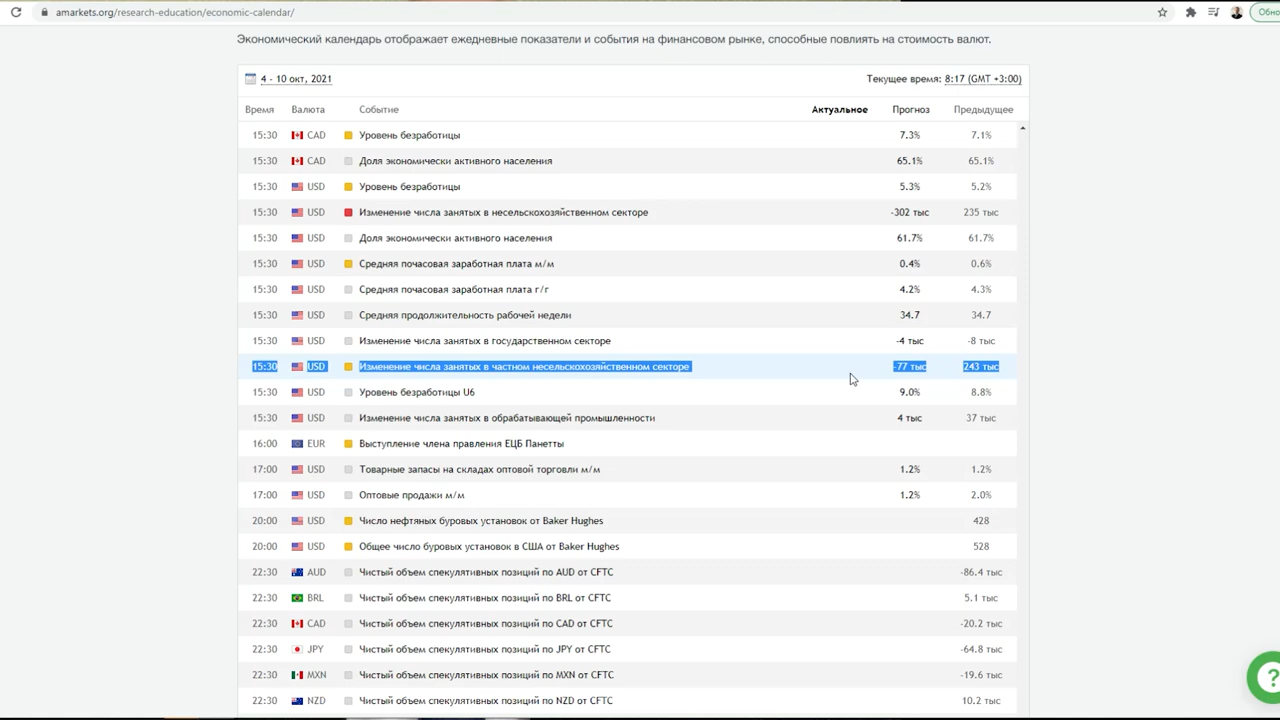 amarkets.org/research-education/economic-calendar/
Обно
Экономический календарь отображает ежедневные показатели и события на финансовом рынке, способные повлиять на стоимость валют.
4 - 10 окт, 2021 Текущее время: 8:17 (GMT +3:00)
Время Валюта Событие Актуальное Прогноз Предыдущее
15:30 CAD Уровень безработицы 7.3% 7.1%
15:30 CAD Доля экономически активного населения 65.1% 65.1%
15:30 USD Уровень безработицы 5.3% 5.2%
15:30 USD Изменение числа занятых в несельскохозяйственном секторе -302 тыс 235 тыс
15:30 USD Доля экономически активного населения 61.7% 61.7%
15:30 USD Средняя почасовая заработная плата м/м 0.4% 0.6%
15:30 USD Средняя почасовая заработная плата г/г 4.2% 4.3%
15:30 USD Средняя продолжительность рабочей недели 34.7 34.7
15:30 USD Изменение числа занятых в государственном секторе -4 тыс -8 тыс
15:30 USD Изменение числа занятых в частном несельскохозяйственном секторе -77 тыс 243 тыс
15:30 USD Уровень безработицы U6 9.0% 8.8%
15:30 USD Изменение числа занятых в обрабатывающей промышленности 4 тыс 37 тыс
16:00 EUR Выступление члена правления ЕЦБ Панетты
17:00 USD Товарные запасы на складах оптовой торговли м/м 1.2% 1.2%
17:00 USD Оптовые продажи м/м 1.2% 2.0%
20:00 USD Число нефтяных буровых установок от Baker Hughes 428
20:00 USD Общее число буровых установок в США от Baker Hughes 528
22:30 AUD Чистый объем спекулятивных позиций по AUD от CFTC -86.4 тыс
22:30 BRL Чистый объем спекулятивных позиций по BRL от CFTC 5.1 тыс
22:30 CAD Чистый объем спекулятивных позиций по CAD от CFTC -20.2 тыс
22:30 JPY Чистый объем спекулятивных позиций по JPY от CFTC -64.8 тыс
22:30 MXN Чистый объем спекулятивных позиций по MXN от CFTC -19.6 тыс
22:30 NZD Чистый объем спекулятивных позиций по NZD от CFTC 10.2 тыс
?